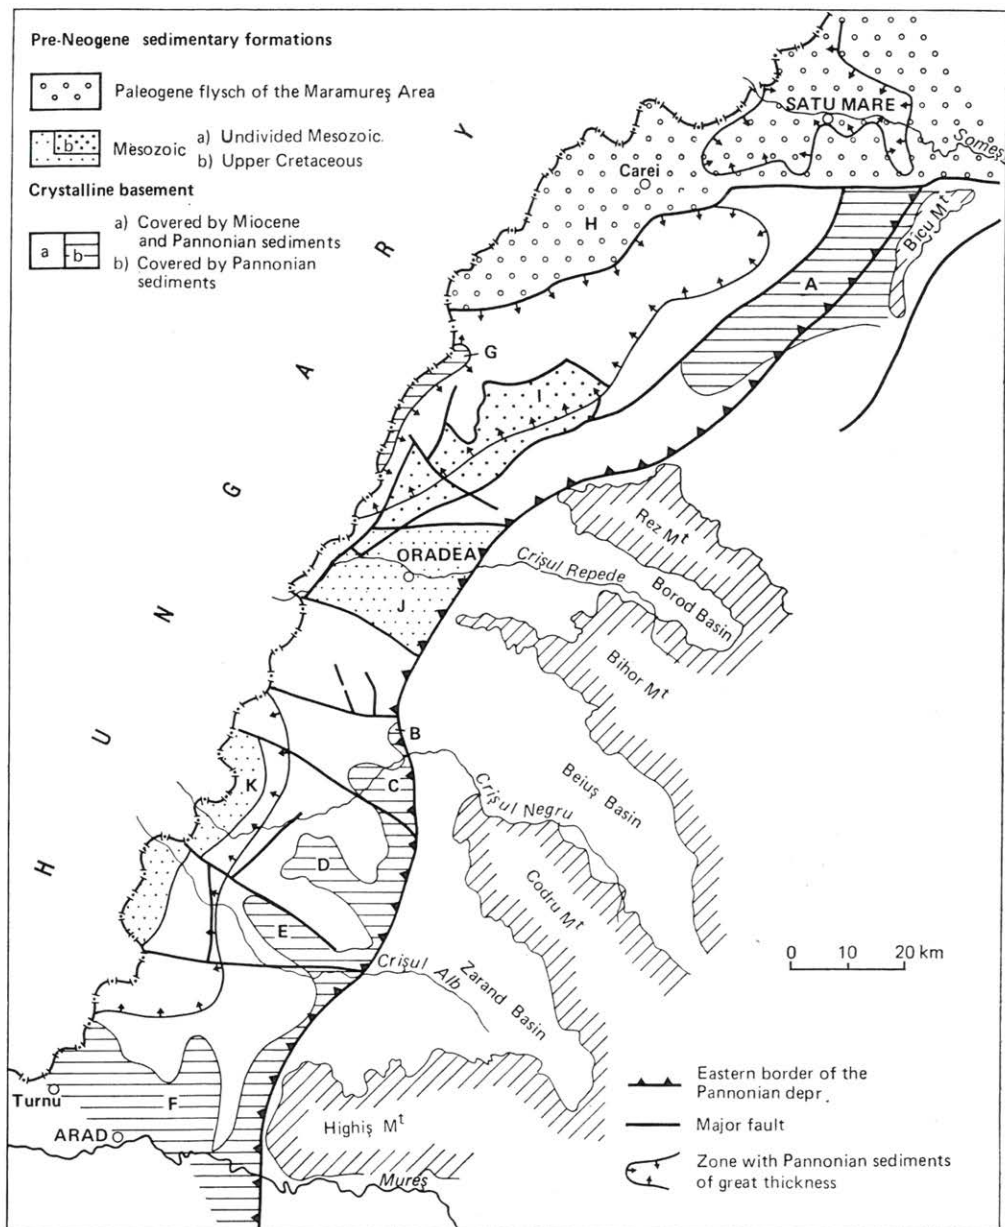 Pre-Neogene sedimentary formations
Paleogene flysch of the Maramureş Area
b
Mesozoic
a) Undivided Mesozoic.
b) Upper Cretaceous
Crystalline basement
a
b
a) Covered by Miocene
and Pannonian sediments
b) Covered by Pannonian
sediments
H U N G A R Y
SATU MARE
Someş
Carei
H
Bicu Mt
A
G
I
Rez Mt
ORADEA
Crişul Repede
Borod Basin
J
Bihor Mt
B
K
C
Crişul Negru
Beiuş Basin
D
Codru Mt
E
Crişul Alb
Zarand Basin
0 10 20 km
Turnu
F
ARAD
Highiş Mt
Mureş
Eastern border of the
Pannonian depr
Major fault
Zone with Pannonian sediments
of great thickness